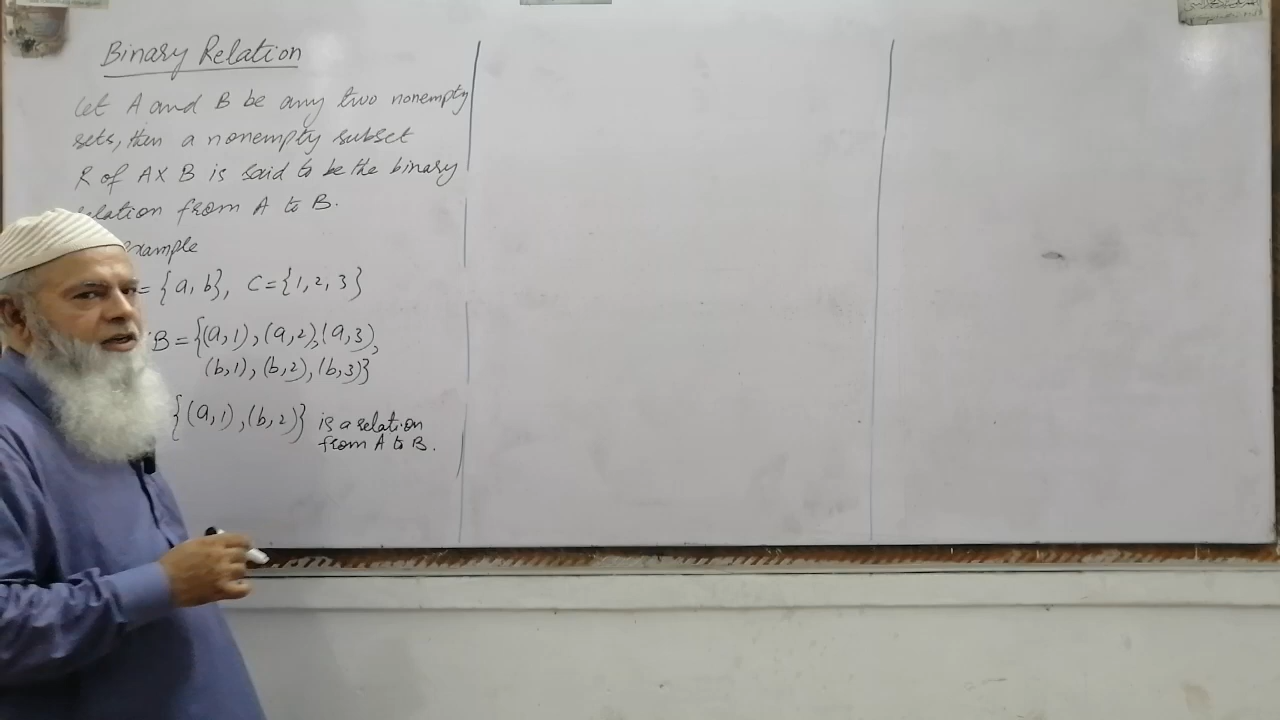 Binary Relation
Let A and B be any two nonempty
sets, then a nonempty subset
R of A X B is said to be the binary
relation from A to B.
Example
= {a, b}, C = {1, 2, 3}
B = {(a,1), (a,2), (a,3),
(b,1), (b,2), (b,3)}
{(a,1), (b,2)} is a relation
from A to B.